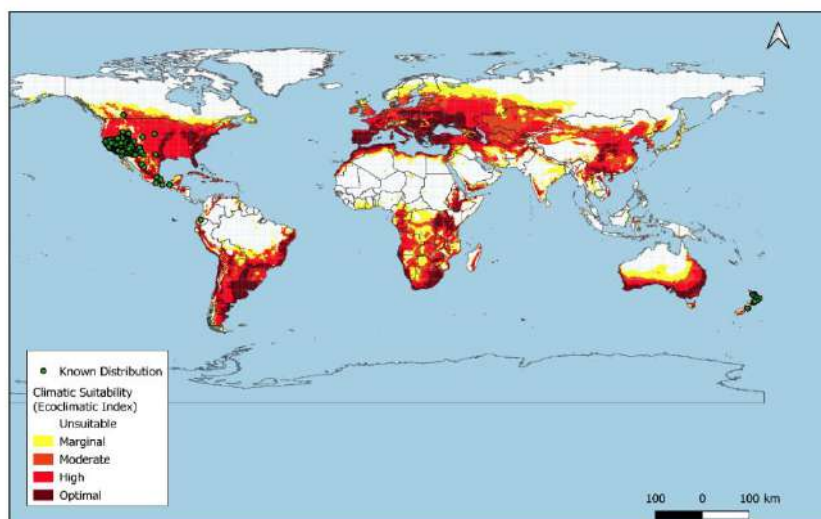 Known Distribution
Climatic Suitability
(Ecoclimatic Index)
Unsuitable
Marginal
Moderate
High
Optimal
100 0 100 km